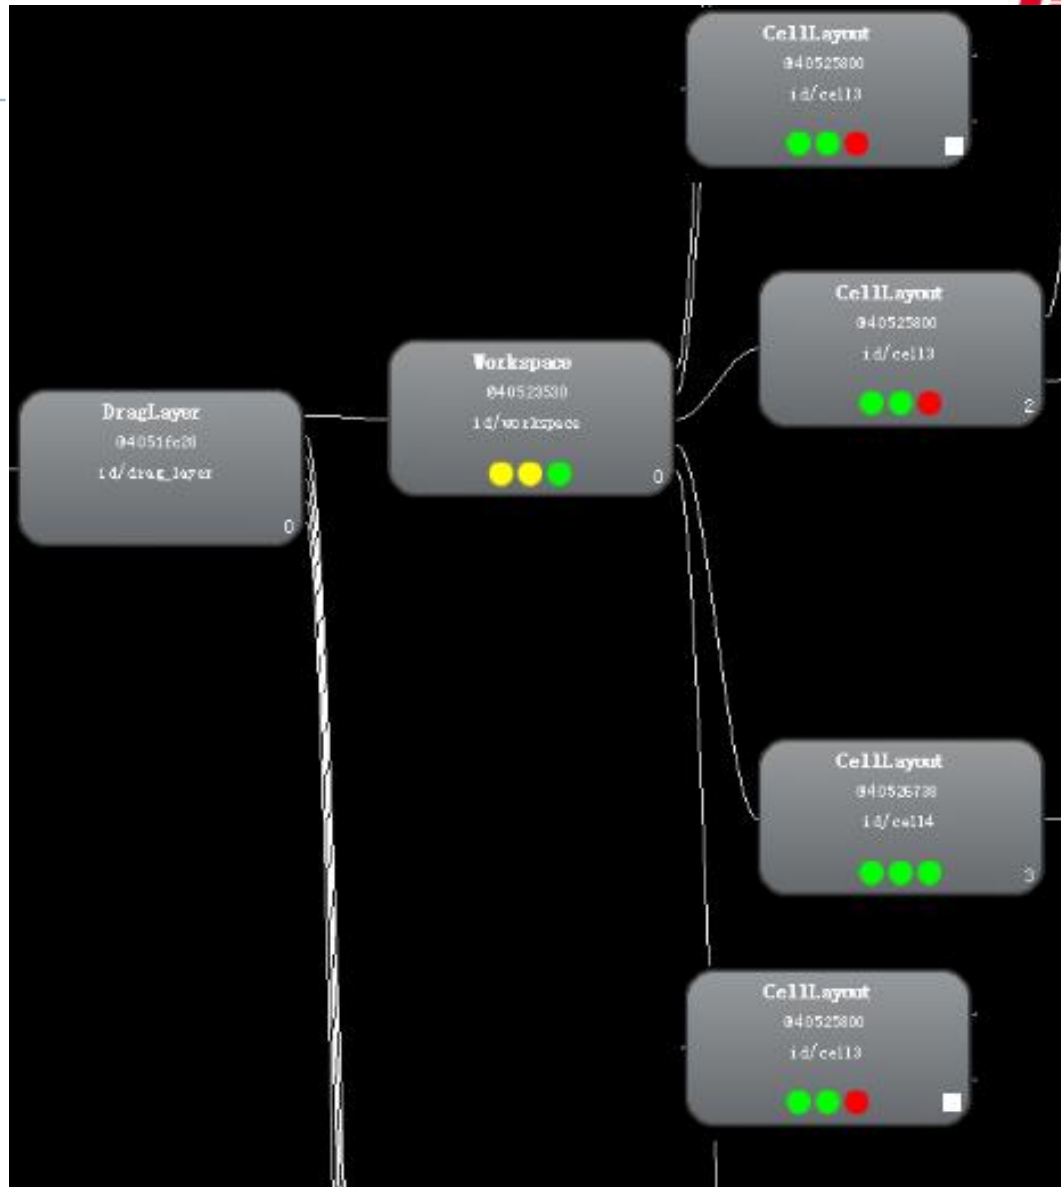 CellLayout
@40525800
id/cell3
CellLayout
@40525800
id/cell3
2
Workspace
@40523530
id/workspace
0
DragLayer
@4051fc28
id/drag_layer
0
CellLayout
@40526738
id/cell4
3
CellLayout
@40525800
id/cell3